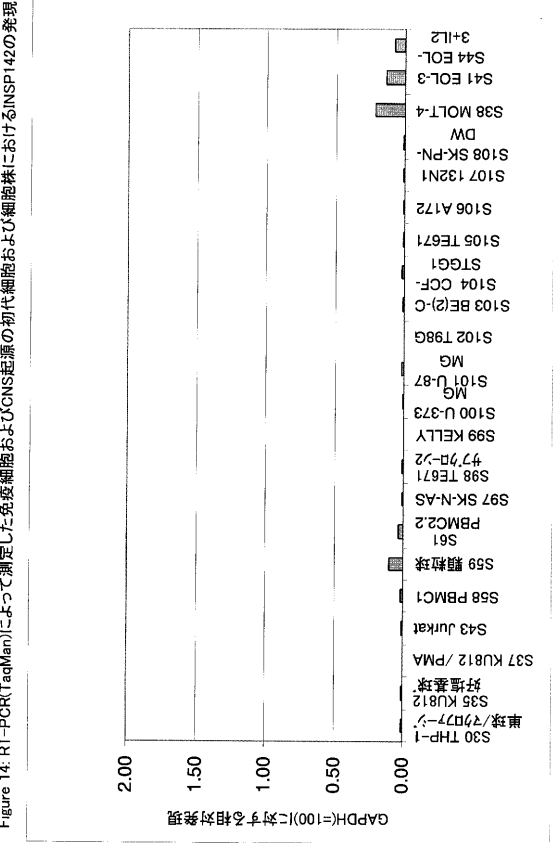 Figure 14: RT-PCR(TaqMan)によって測定した免疫細胞およびCNS起源の初代細胞および細胞株におけるINSP142の発現
GAPDH(=100)に対する相対発現
2.00
1.50
1.00
0.50
0.00
S30 THP-1
単球/マクロファージ
S35 KU812
好塩基球
S37 KU812 /PMA
S43 Jurkat
S58 PBMC1
S59 顆粒球
S61
PBMC2.2
S97 SK-N-AS
S98 TE671
サブクローン2
S99 KELLY
S100 U-373
MG
S101 U-87
MG
S102 T98G
S103 BE(2)-C
S104 CCF-
STGG1
S105 TE671
S106 A172
S107 132N1
S108 SK-PN-
DW
S38 MOLT-4
S41 EOL-3
S44 EOL-
3+IL2